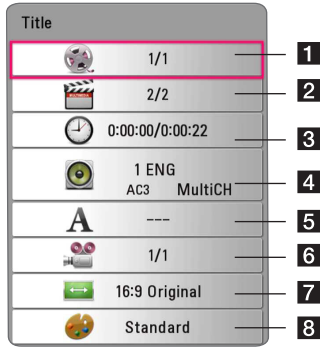 Title
1/1 1
2/2 2
0:00:00/0:00:22 3
1 ENG
AC3 MultiCH 4
A --- 5
1/1 6
16:9 Original 7
Standard 8